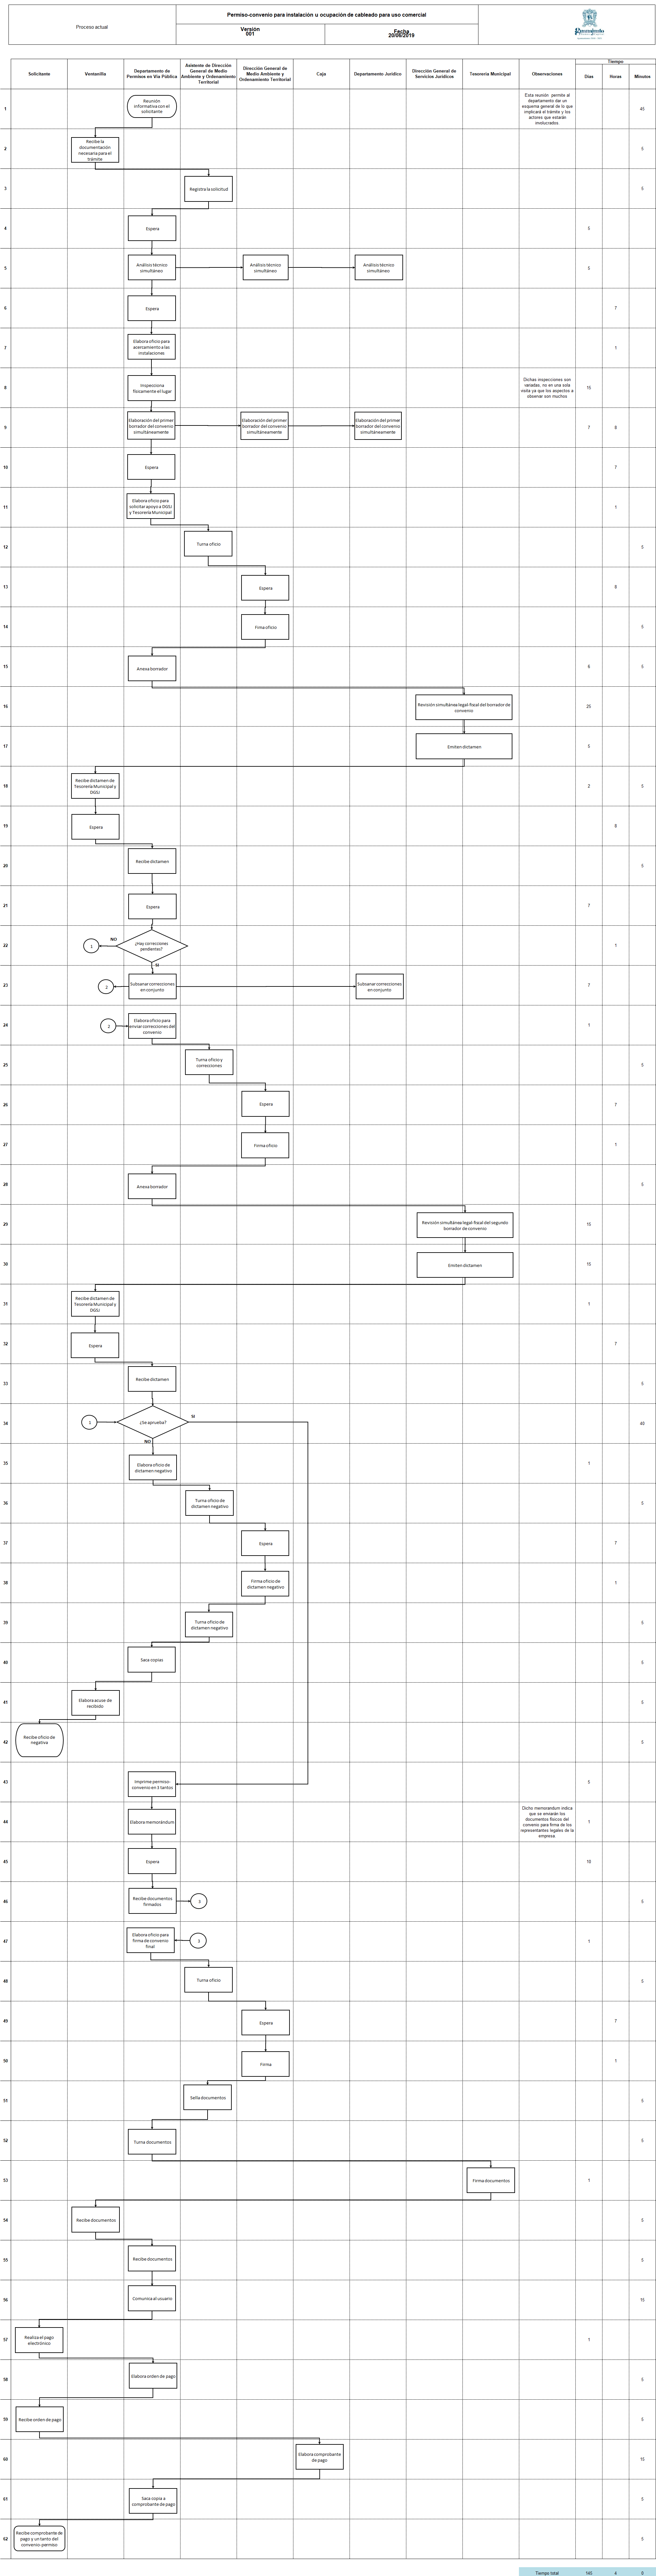 Proceso actual
Permiso-convenio para instalación u ocupación de cableado para uso comercial
Versión
001
Fecha
20/06/2019
Guanajuato
Tiempo
Solicitante
Ventanilla
Departamento de
Permisos en Vía Pública
Asistente de Dirección
General de Medio
Ambiente y Ordenamiento
Territorial
Dirección General de
Medio Ambiente y
Ordenamiento Territorial
Caja
Departamento Jurídico
Dirección General de
Servicios Jurídicos
Tesorería Municipal
Observaciones
Días
Horas
Minutos
1
Reunión
informativa con el
solicitante
Esta reunión permite al
departamento dar un
esquema general de lo que
implicará el trámite y los
actores que estarán
involucrados.
45
2
Recibe la
documentación
necesaria para el
trámite
5
3
Registra la solicitud
5
4
Espera
5
5
Análisis técnico
simultáneo
Análisis técnico
simultáneo
Análisis técnico
simultáneo
6
Espera
7
7
Elabora oficio para
acercamiento a las
instalaciones
1
8
Inspecciona
físicamente el lugar
Dichas inspecciones son
variadas, no en una sola
visita ya que los aspectos a
observar son muchos
15
9
Elaboración del primer
borrador del convenio
simultáneamente
Elaboración del primer
borrador del convenio
simultáneamente
Elaboración del primer
borrador del convenio
simultáneamente
7
8
10
Espera
7
11
Elabora oficio para
solicitar apoyo a DGSJ
y Tesorería Municipal
1
12
Turna oficio
5
13
Espera
8
14
Firma oficio
5
15
Anexa borrador
6
5
16
Revisión simultánea legal-fiscal del borrador de
convenio
25
17
Emiten dictamen
5
18
Recibe dictamen de
Tesorería Municipal y
DGSJ
2
5
19
Espera
8
20
Recibe dictamen
5
21
Espera
7
22
1
NO
¿Hay correcciones
pendientes?
SI
1
23
2
Subsanar correcciones
en conjunto
Subsanar correcciones
en conjunto
7
24
2
Elabora oficio para
enviar correcciones del
convenio
1
25
Turna oficio y
correcciones
5
26
Espera
7
27
Firma oficio
1
28
Anexa borrador
5
29
Revisión simultánea legal-fiscal del segundo
borrador de convenio
15
30
Emiten dictamen
15
31
Recibe dictamen de
Tesorería Municipal y
DGSJ
1
32
Espera
7
33
Recibe dictamen
5
34
1
¿Se aprueba?
SI
NO
40
35
Elabora oficio de
dictamen negativo
1
36
Turna oficio de
dictamen negativo
5
37
Espera
7
38
Firma oficio de
dictamen negativo
1
39
Turna oficio de
dictamen negativo
5
40
Saca copias
5
41
Elabora acuse de
recibido
5
42
Recibe oficio de
negativa
5
43
Imprime permiso-
convenio en 3 tantos
44
Elabora memorándum
Dicho memorandum indica
que se enviarán los
documentos físicos del
convenio para firma de los
representantes legales de la
empresa
1
45
Espera
10
46
Recibe documentos
firmados
3
5
47
Elabora oficio para
firma de convenio
final
3
1
48
Turna oficio
5
49
Espera
7
50
Firma
1
51
Sella documentos
5
52
Turna documentos
5
53
Firma documentos
54
Recibe documentos
5
55
Recibe documentos
5
56
Comunica al usuario
15
57
Realiza el pago
electrónico
58
Elabora orden de pago
5
59
Recibe orden de pago
5
60
Elabora comprobante
de pago
15
61
Saca copia a
comprobante de pago
5
62
Recibe comprobante de
pago y un tanto del
convenio-permiso
5
Tiempo total
4
0